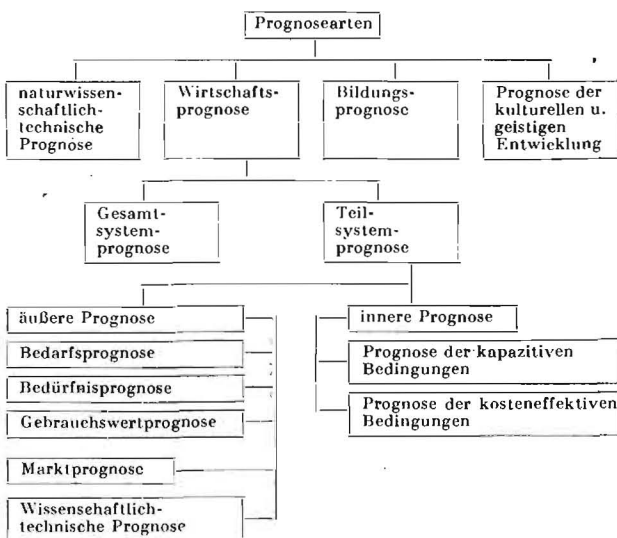 Prognosearten
naturwissen-
schaftlich-
technische
Prognose
Wirtschafts-
prognose
Bildungs-
prognose
Prognose der
kulturellen u.
geistigen
Entwicklung
Gesamt-
system-
prognose
Teil-
system-
prognose
äußere Prognose
Bedarfsprognose
Bedürfnisprognose
Gebrauchswertprognose
Marktprognose
Wissenschaftlich-
technische Prognose
innere Prognose
Prognose der kapazitiven
Bedingungen
Prognose der kosteneffektiven
Bedingungen